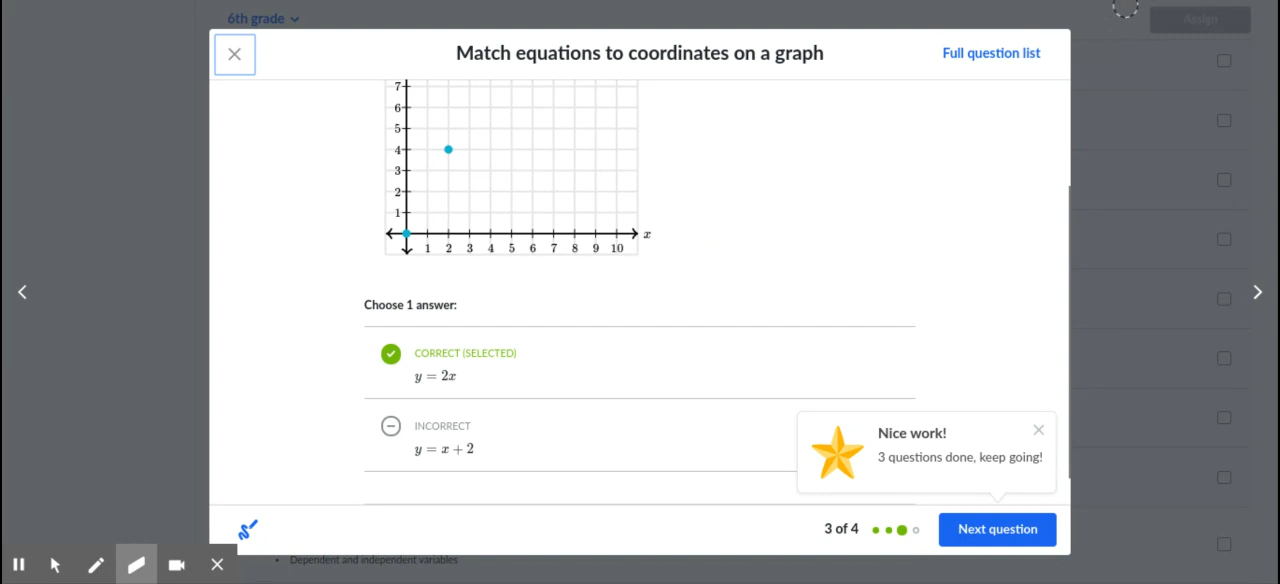 6th grade
Assign
Match equations to coordinates on a graph
Full question list
7
6
5
4
3
2
1
x
1 2 3 4 5 6 7 8 9 10
Choose 1 answer:
CORRECT (SELECTED)
y = 2x
INCORRECT
y = x + 2
Nice work!
3 questions done, keep going!
3 of 4
Next question
Dependent and independent variables